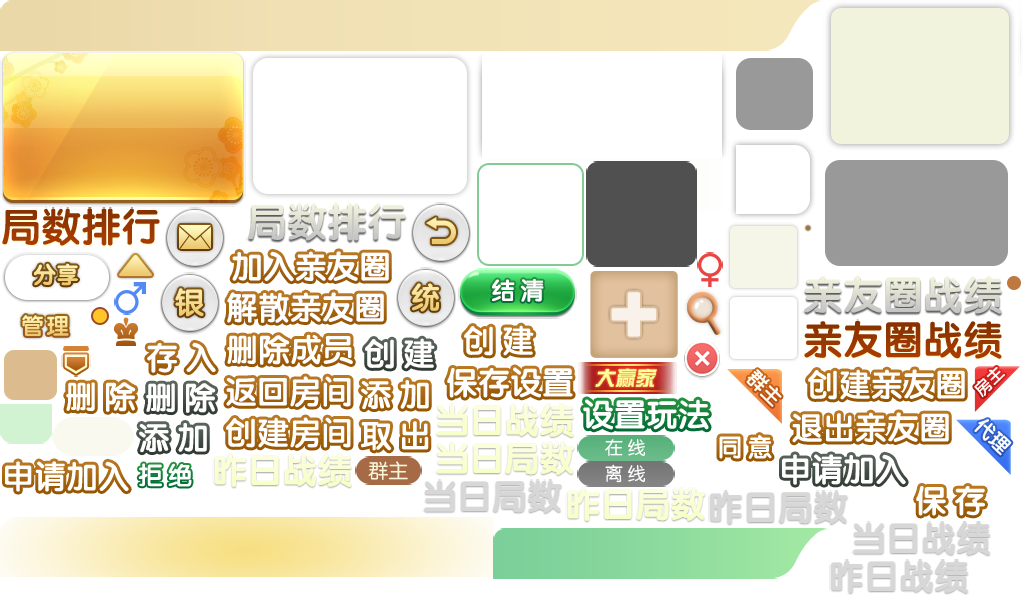 局数排行
局数排行
分享
管理
银
加入亲友圈
解散亲友圈
统
结清
创建
亲友圈战绩
亲友圈战绩
存入
删除成员
创建
删除
删除
返回房间
添加
保存设置
大赢家
群主
创建亲友圈
房主
添加
创建房间
取出
当日战绩
设置玩法
退出亲友圈
代理
申请加入
拒绝
昨日战绩
群主
当日局数
在线
离线
同意
申请加入
当日局数
昨日局数
昨日局数
保存
当日战绩
昨日战绩